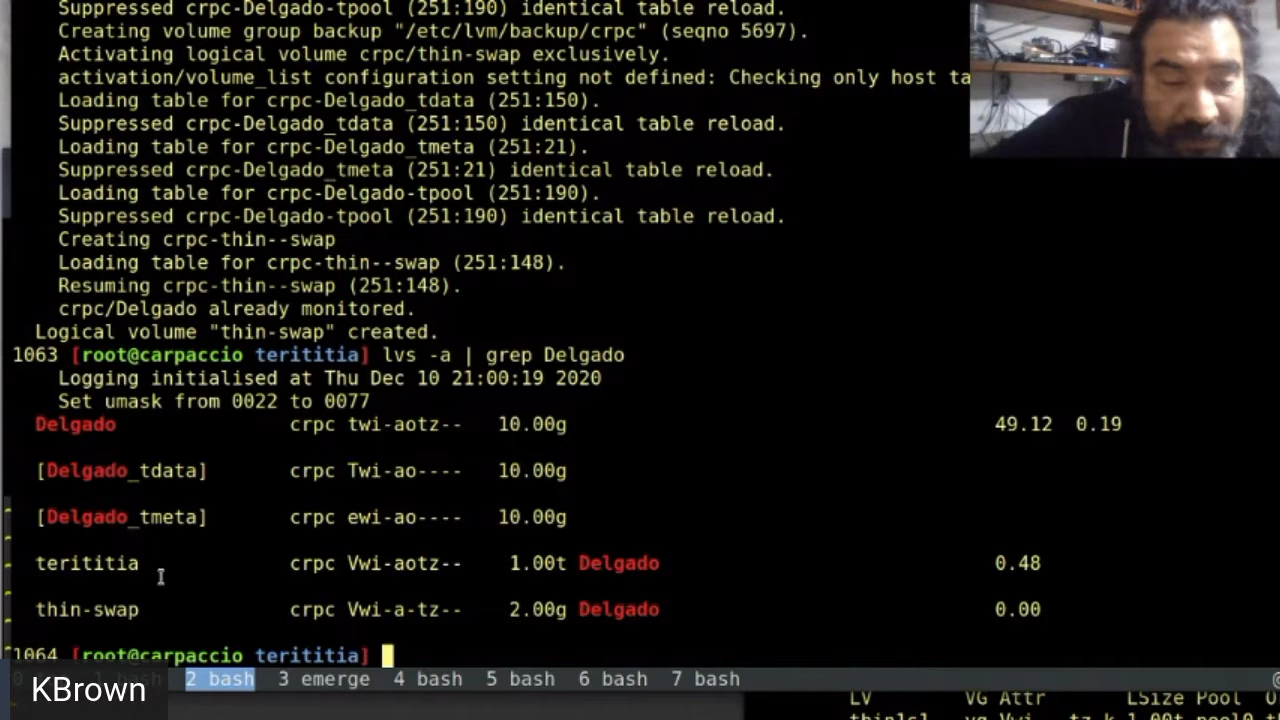 Suppressed crpc-Delgado-tpool (251:190) identical table reload.
Creating volume group backup "/etc/lvm/backup/crpc" (seqno 5697).
Activating logical volume crpc/thin-swap exclusively.
activation/volume_list configuration setting not defined: Checking only host ta
Loading table for crpc-Delgado_tdata (251:150).
Suppressed crpc-Delgado_tdata (251:150) identical table reload.
Loading table for crpc-Delgado_tmeta (251:21).
Suppressed crpc-Delgado_tmeta (251:21) identical table reload.
Loading table for crpc-Delgado-tpool (251:190).
Suppressed crpc-Delgado-tpool (251:190) identical table reload.
Creating crpc-thin--swap
Loading table for crpc-thin--swap (251:148).
Resuming crpc-thin--swap (251:148).
crpc/Delgado already monitored.
Logical volume "thin-swap" created.
1063 [root@carpaccio terititia] lvs -a | grep Delgado
Logging initialised at Thu Dec 10 21:00:19 2020
Set umask from 0022 to 0077
Delgado crpc twi-aotz-- 10.00g 49.12 0.19
[Delgado_tdata] crpc Twi-ao---- 10.00g
[Delgado_tmeta] crpc ewi-ao---- 10.00g
terititia crpc Vwi-aotz-- 1.00t Delgado 0.48
thin-swap crpc Vwi-a-tz-- 2.00g Delgado 0.00
1064 [root@carpaccio terititia]
2 bash 3 emerge 4 bash 5 bash 6 bash 7 bash
KBrown
LV VG Attr LSize Pool